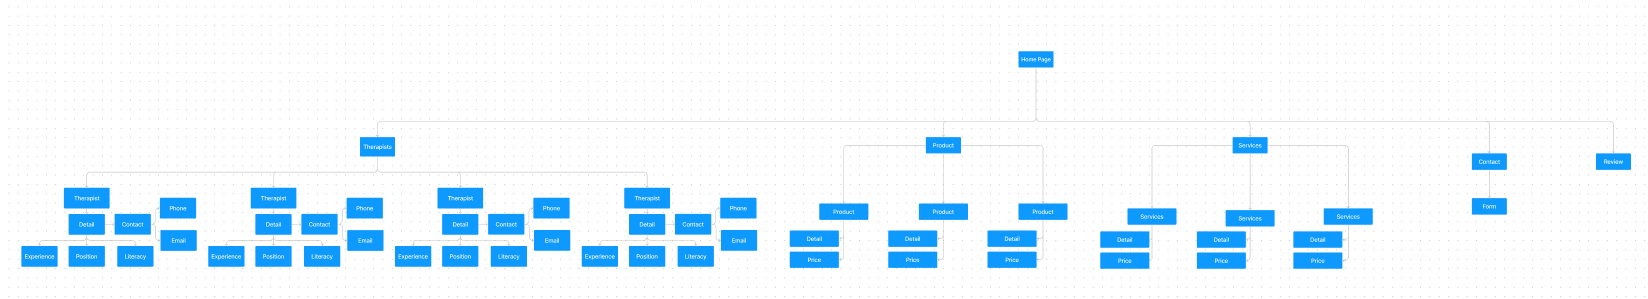 Home Page
Therapists
Product
Services
Contact
Review
Therapist
Detail
Contact
Phone
Email
Experience
Position
Literacy
Therapist
Detail
Contact
Phone
Email
Experience
Position
Literacy
Therapist
Detail
Contact
Phone
Email
Experience
Position
Literacy
Therapist
Detail
Contact
Phone
Email
Experience
Position
Literacy
Product
Detail
Price
Product
Detail
Price
Product
Detail
Price
Services
Detail
Price
Services
Detail
Price
Services
Detail
Price
Form